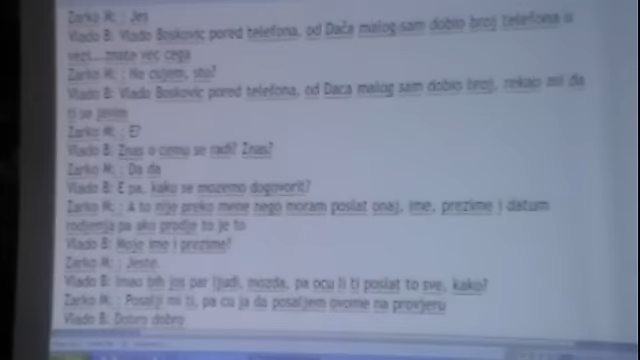 Zarko M: : Jes
Vlado B: Vlado Boskovic pored telefona, od Dača malog sam dobio broj telefona u
vezi....znate vec cega
Zarko M: : Ne cujem, sto?
Vlado B: Vlado Boskovic pored telefona, od Daca malog sam dobio broj, rekao mi da
ti se javim
Zarko M: : E?
Vlado B: Znas o cemu se radi? Znas?
Zarko M: : Da da
Vlado B: E pa, kako se mozemo dogovorit?
Zarko M: : A to nije preko mene nego moram poslat onaj, ime, prezime i datum
rodjenja pa ako prodje to je to
Vlado B: Moje ime i prezime?
Zarko M: : Jeste.
Vlado B: Imao bih jos par ljudi, mozda, pa ocu li ti poslat to sve, kako?
Zarko M: : Posalji mi ti, pa cu ja da posaljem ovome na provjeru
Vlado B: Dobro dobro